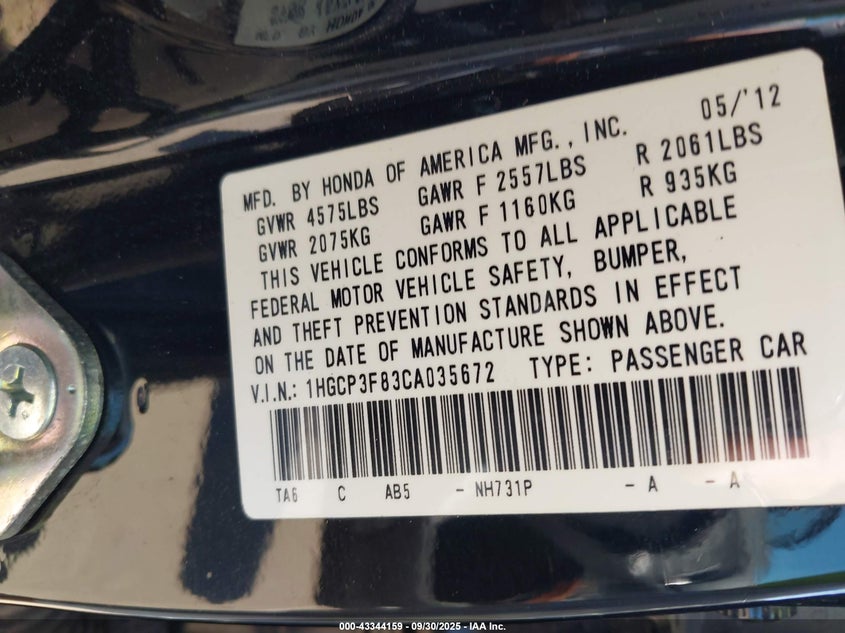 MFD. BY HONDA OF AMERICA MFG., INC. 05/'12
GVWR 4575LBS GAWR F 2557LBS R 2061LBS
GVWR 2075KG GAWR F 1160KG R 935KG
THIS VEHICLE CONFORMS TO ALL APPLICABLE
FEDERAL MOTOR VEHICLE SAFETY, BUMPER,
AND THEFT PREVENTION STANDARDS IN EFFECT
ON THE DATE OF MANUFACTURE SHOWN ABOVE.
V.I.N.: 1HGCP3F83CA035672 TYPE: PASSENGER CAR
TA6 C AB5 - NH731P - A - A
000-43344159 - 09/30/2025 - IAA Inc.